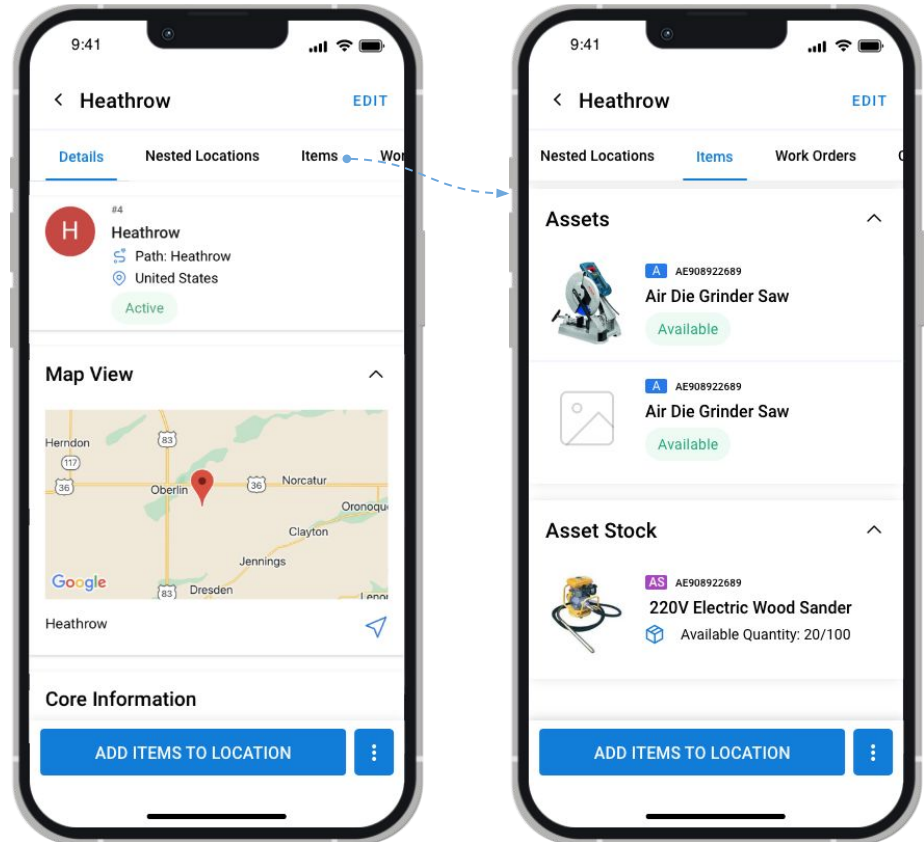 9:41
Heathrow
EDIT
Details Nested Locations Items Wor
#4
H
Heathrow
Path: Heathrow
United States
Active
Map View
Herndon
83
117
36
Oberlin
36
Norcatur
Oronoqu
Clayton
Jennings
Google
83
Dresden
Lenor
Heathrow
Core Information
ADD ITEMS TO LOCATION
9:41
Heathrow
EDIT
Nested Locations Items Work Orders
Assets
A AE908922689
Air Die Grinder Saw
Available
A AE908922689
Air Die Grinder Saw
Available
Asset Stock
AS AE908922689
220V Electric Wood Sander
Available Quantity: 20/100
ADD ITEMS TO LOCATION